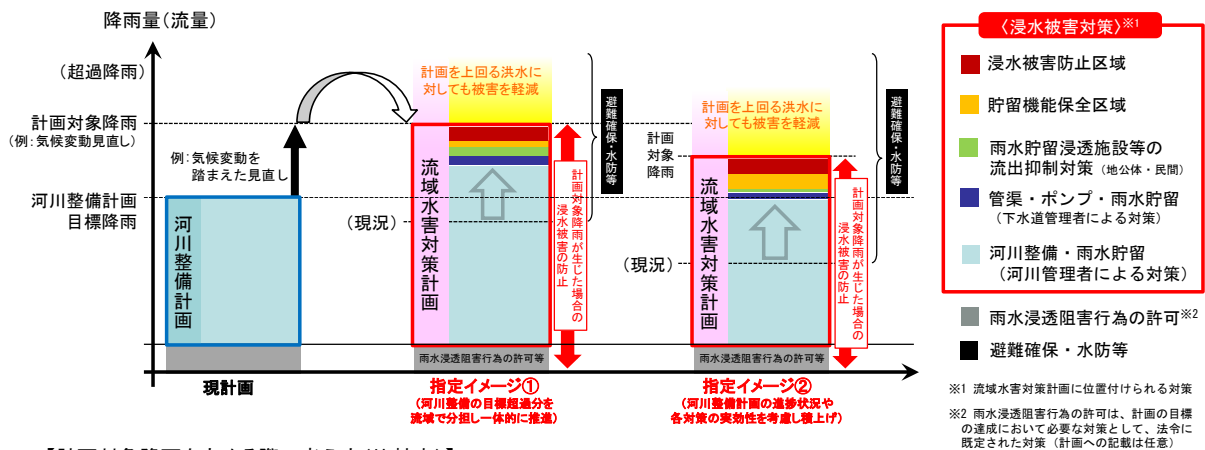 降雨量(流量)
(超過降雨)
計画対象降雨
(例：気候変動見直し)
河川整備計画
目標降雨
例：気候変動を
踏まえた見直し
河川整備計画
現計画
計画を上回る洪水に
対しても被害を軽減
流域水害対策計画
(現況)
計画対象降雨が生じた場合の
浸水被害の防止
避難確保・水防等
雨水浸透阻害行為の許可等
指定イメージ①
(河川整備の目標超過分を
流域で分担し一体的に推進)
計画を上回る洪水に
対しても被害を軽減
計画
対象
降雨
流域水害対策計画
(現況)
計画対象降雨が生じた場合の
浸水被害の防止
避難確保・水防等
雨水浸透阻害行為の許可等
指定イメージ②
(河川整備計画の進捗状況や
各対策の実効性を考慮し積上げ)
〈浸水被害対策〉※1
浸水被害防止区域
貯留機能保全区域
雨水貯留浸透施設等の
流出抑制対策（地公体・民間）
管渠・ポンプ・雨水貯留
(下水道管理者による対策)
河川整備・雨水貯留
(河川管理者による対策)
雨水浸透阻害行為の許可※2
避難確保・水防等
※1 流域水害対策計画に位置付けられる対策
※2 雨水浸透阻害行為の許可は、計画の目標
の達成において必要な対策として、法令に
既定された対策（計画への記載は任意）